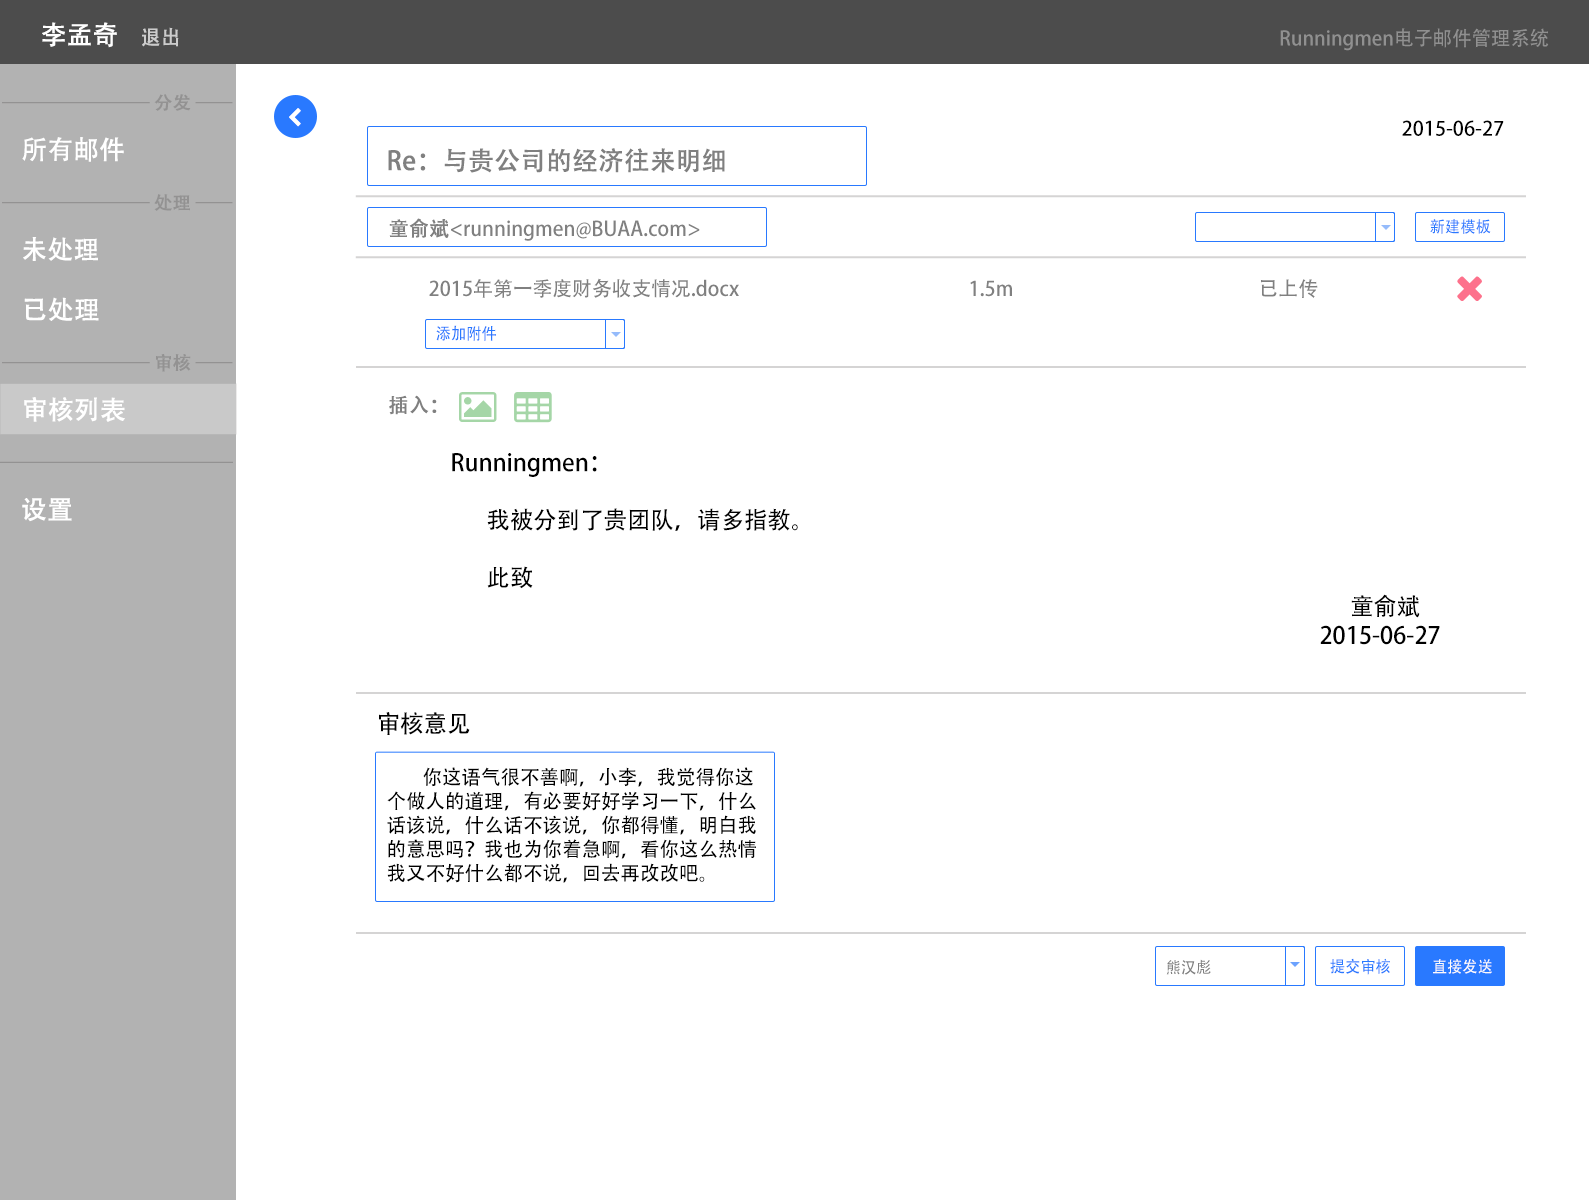 李孟奇 退出 Runningmen电子邮件管理系统
分发
所有邮件
处理
未处理
已处理
审核
审核列表
设置
2015-06-27
Re：与贵公司的经济往来明细
童俞斌<runningmen@BUAA.com>
新建模板
2015年第一季度财务收支情况.docx 1.5m 已上传
添加附件
插入：
Runningmen：
我被分到了贵团队，请多指教。
此致
童俞斌
2015-06-27
审核意见
你这语气很不善啊，小李，我觉得你这
个做人的道理，有必要好好学习一下，什么
话该说，什么话不该说，你都得懂，明白我
的意思吗？我也为你着急啊，看你这么热情
我又不好什么都不说，回去再改改吧。
熊汉彪 提交审核 直接发送